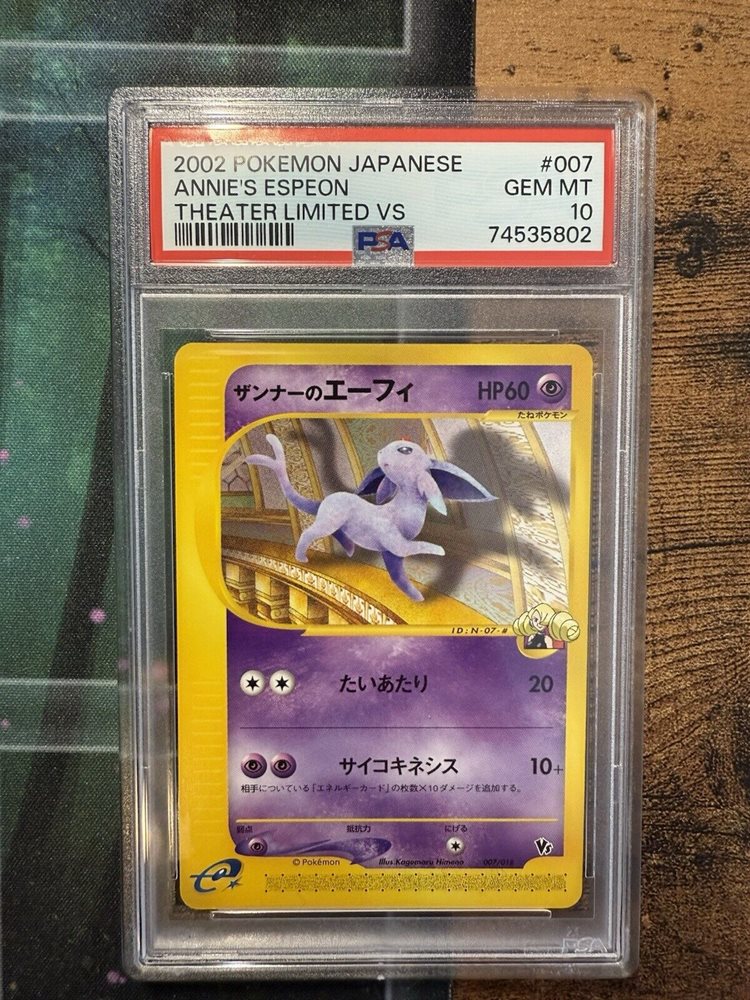 2002 POKEMON JAPANESE #007
ANNIE'S ESPEON GEM MT
THEATER LIMITED VS 10
PSA 74535802
ザンナーのエーフィ HP60
たねポケモン
ID:N-07-#
たいあたり 20
サイコキネシス 10+
相手についている「エネルギーカード」の枚数×10ダメージを追加する。
弱点 抵抗力 にげる
©Pokémon Illus.Kagemaru Himeno 007/018 VS
e
PSA